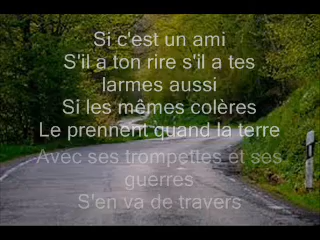 Si c'est un ami
S'il a ton rire s'il a tes
larmes aussi
Si les mêmes colères
Le prennent quand la terre
Avec ses trompettes et ses
guerres
S'en va de travers